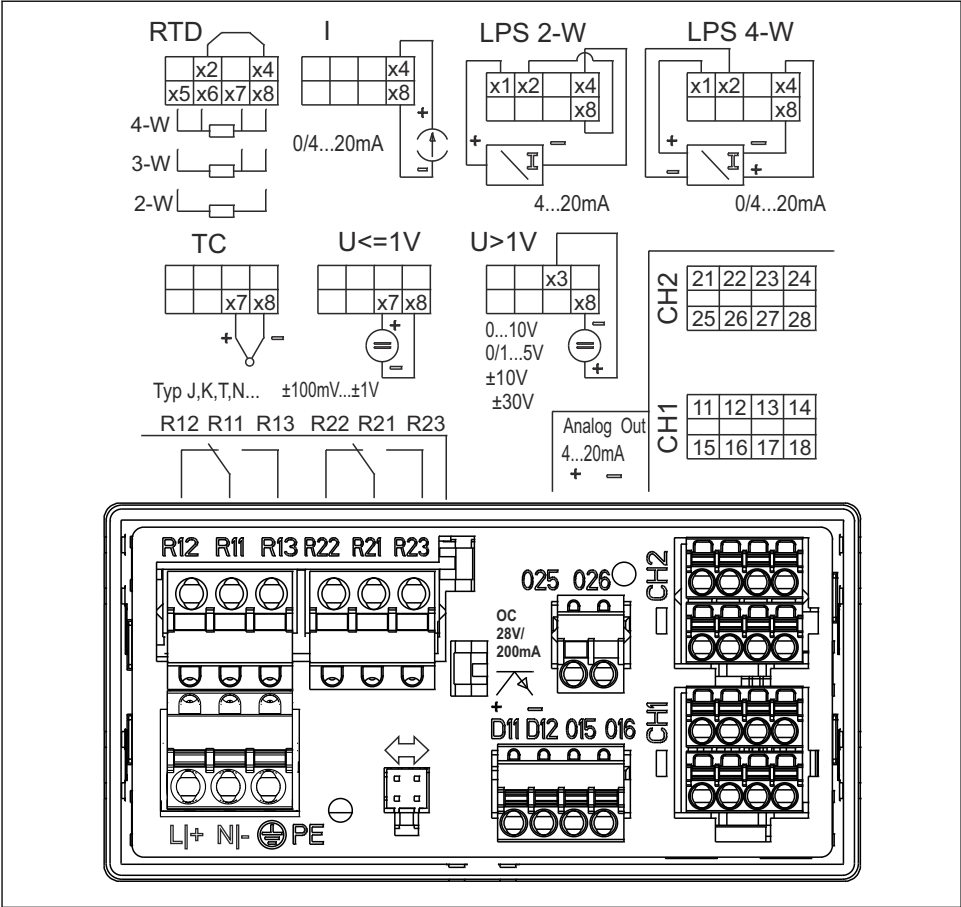 RTD I LPS 2-W LPS 4-W
x2 x4 x4 x1 x2 x4 x1 x2 x4
x5 x6 x7 x8 x8 x8 x8
4-W + + - + -
0/4...20mA
3-W - - +
2-W 4...20mA 0/4...20mA
TC U<=1V U>1V
x3
x7 x8 x7 x8 x8
+ - + - - +
0...10V
0/1...5V
±10V
±30V
Typ J,K,T,N... ±100mV...±1V
CH2
21 22 23 24
25 26 27 28
CH1
11 12 13 14
15 16 17 18
R12 R11 R13 R22 R21 R23
Analog Out
4...20mA
+ -
R12 R11 R13 R22 R21 R23
O25 O26
CH2
OC
28V/
200mA
+ -
D11 D12 O15 O16
CH1
L|+ N|- PE